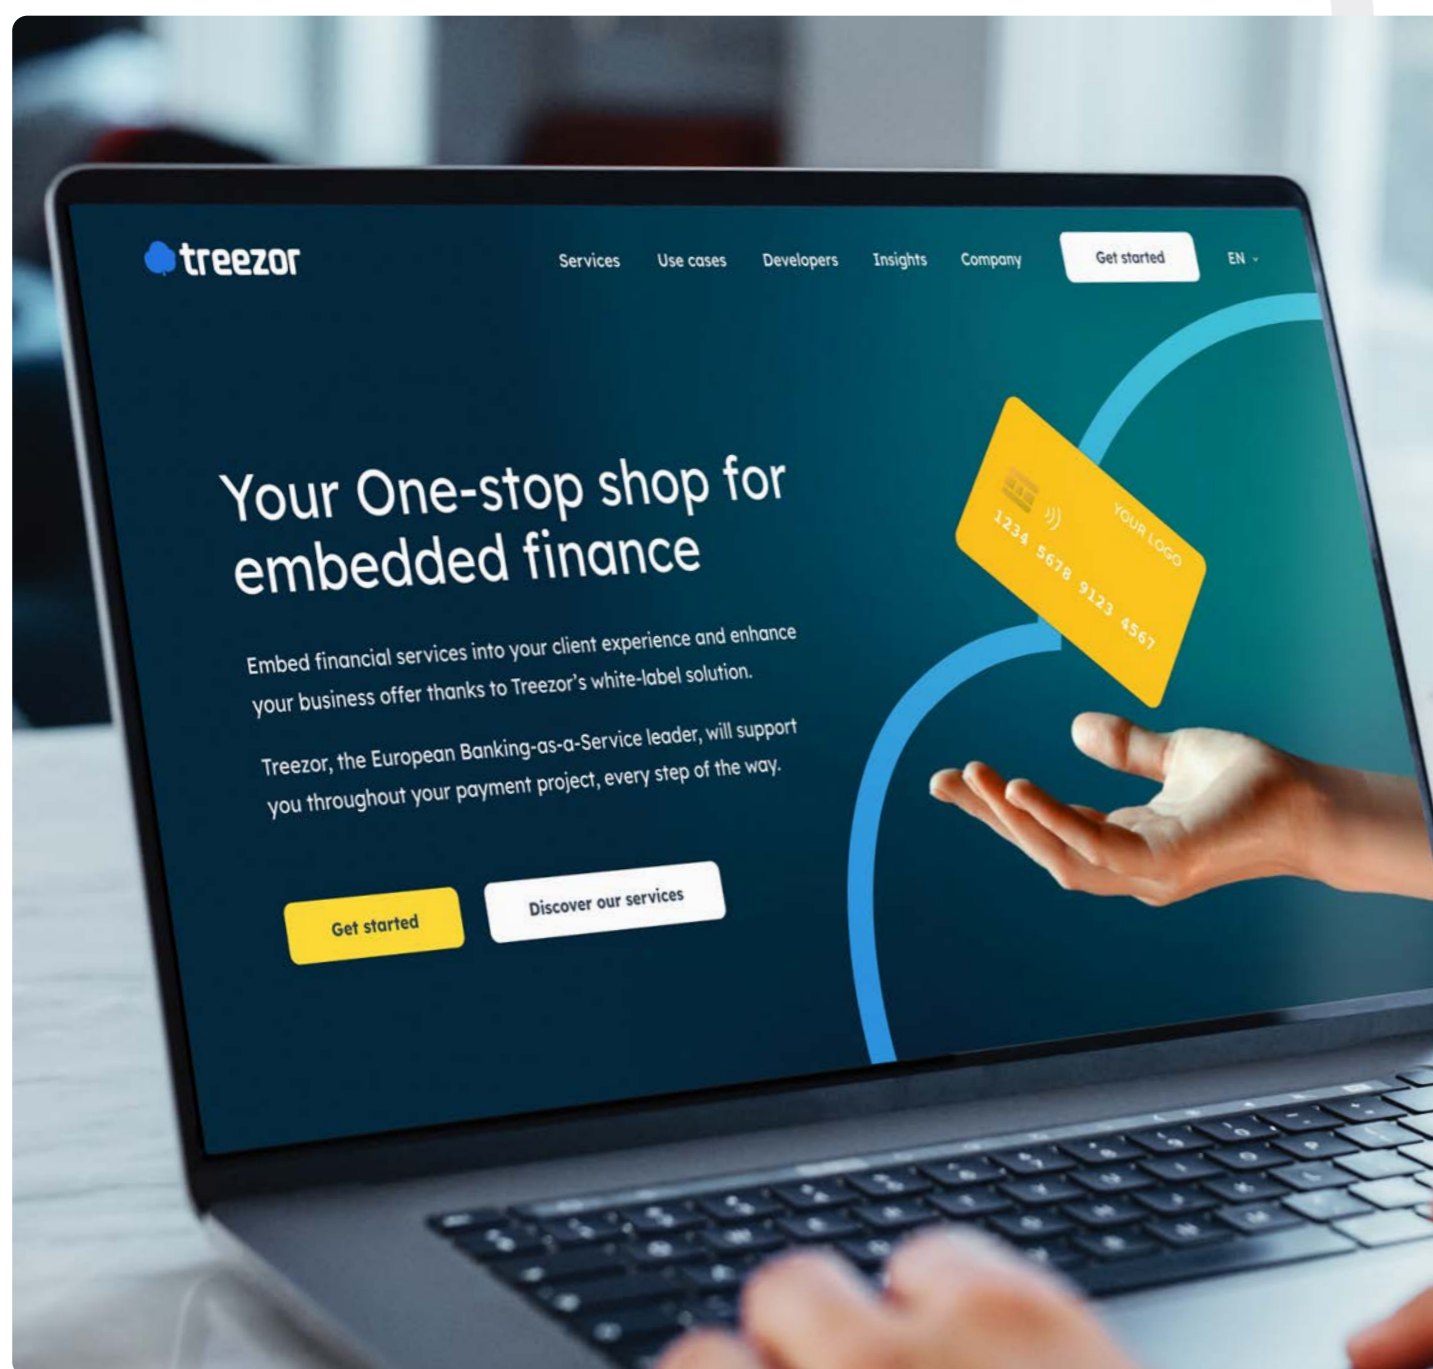 treezor
Services Use cases Developers Insights Company Get started EN
Your One-stop shop for
embedded finance
Embed financial services into your client experience and enhance
your business offer thanks to Treezor's white-label solution.
Treezor, the European Banking-as-a-Service leader, will support
you throughout your payment project, every step of the way.
Get started Discover our services
YOUR LOGO
1234 5678 9123 4567